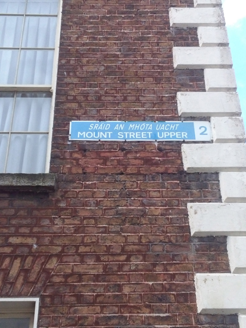 SRÁID AN MHÓTA UACHT
MOUNT STREET UPPER 2